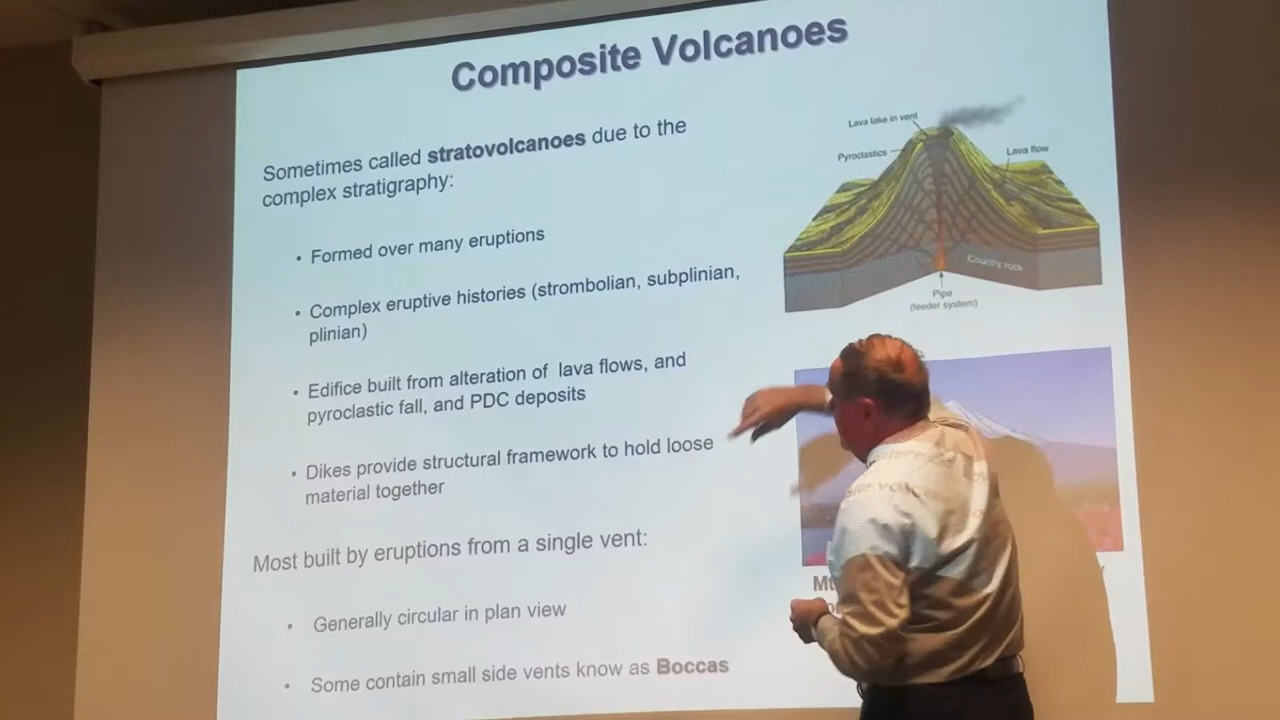 Composite Volcanoes
Sometimes called stratovolcanoes due to the
complex stratigraphy:
• Formed over many eruptions
• Complex eruptive histories (strombolian, subplinian,
plinian)
• Edifice built from alteration of lava flows, and
pyroclastic fall, and PDC deposits
• Dikes provide structural framework to hold loose
material together
Most built by eruptions from a single vent:
• Generally circular in plan view
• Some contain small side vents know as Boccas
Lava lake in vent
Pyroclastics
Lava flow
Country rock
Pipe
(feeder system)
Mt